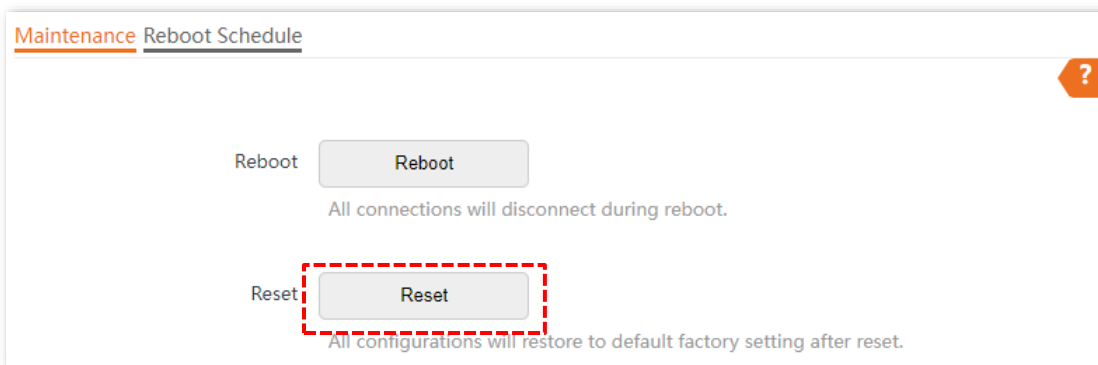 Maintenance Reboot Schedule
?
Reboot Reboot
All connections will disconnect during reboot.
Reset Reset
All configurations will restore to default factory setting after reset.